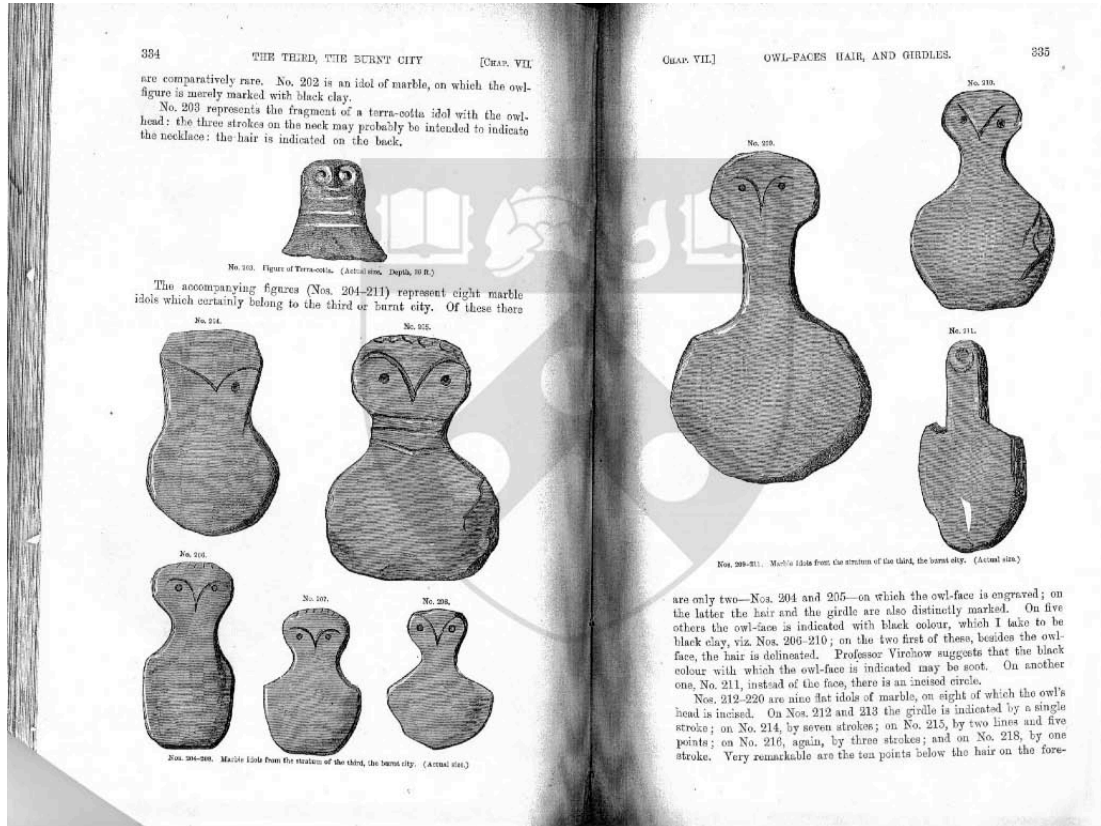 334
THE THIRD, THE BURNT CITY
[CHAP. VII
are comparatively rare. No. 202 is an idol of marble, on which the owl-
figure is merely marked with black clay.
No. 203 represents the fragment of a terra-cotta idol with the owl-
head: the three strokes on the neck may probably be intended to indicate
the necklace: the hair is indicated on the back.
No. 203. Figure of Terra-cotta. (Actual size. Depth, 30 ft.)
The accompanying figures (Nos. 204–211) represent eight marble
idols which certainly belong to the third or burnt city. Of these there
No. 204.
No. 205.
No. 206.
No. 207.
No. 208.
Nos. 204–208. Marble Idols from the stratum of the third, the burnt city. (Actual size.)
CHAP. VII.]
OWL-FACES HAIR, AND GIRDLES.
335
No. 209.
No. 210.
No. 211.
Nos. 209–211. Marble Idols from the stratum of the third, the burnt city. (Actual size.)
are only two—Nos. 204 and 205—on which the owl-face is engraved; on
the latter the hair and the girdle are also distinctly marked. On five
others the owl-face is indicated with black colour, which I take to be
black clay, viz. Nos. 206–210; on the two first of these, besides the owl-
face, the hair is delineated. Professor Virchow suggests that the black
colour with which the owl-face is indicated may be soot. On another
one, No. 211, instead of the face, there is an incised circle.
Nos. 212–220 are nine flat idols of marble, on eight of which the owl's
head is incised. On Nos. 212 and 213 the girdle is indicated by a single
stroke; on No. 214, by seven strokes; on No. 215, by two lines and five
points; on No. 216, again, by three strokes; and on No. 218, by one
stroke. Very remarkable are the ten points below the hair on the fore-